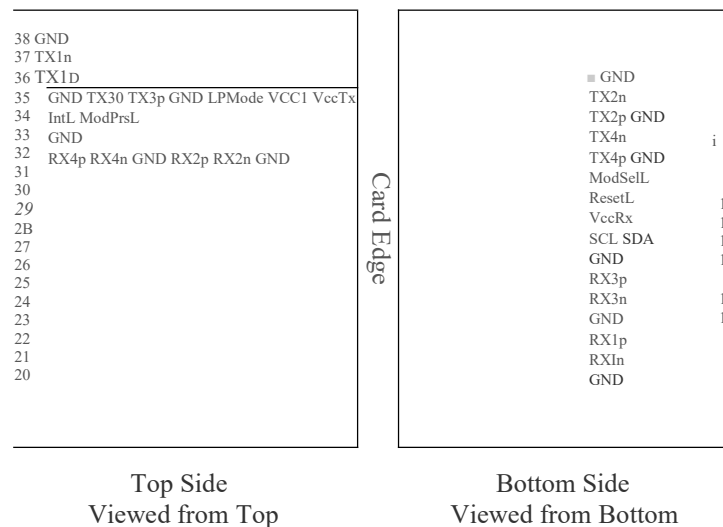 38 GND
37 TX1n
36 TX1D
35 GND TX30 TX3p GND LPMode VCC1 VccTx
34 IntL ModPrsL
33 GND
32 RX4p RX4n GND RX2p RX2n GND
31
30
29
2B
27
26
25
24
23
22
21
20
Card Edge
GND
TX2n
TX2p GND
TX4n
i
TX4p GND
ModSelL
ResetL
VccRx
SCL SDA
GND
RX3p
RX3n
GND
RX1p
RXIn
GND
Top Side
Viewed from Top
Bottom Side
Viewed from Bottom